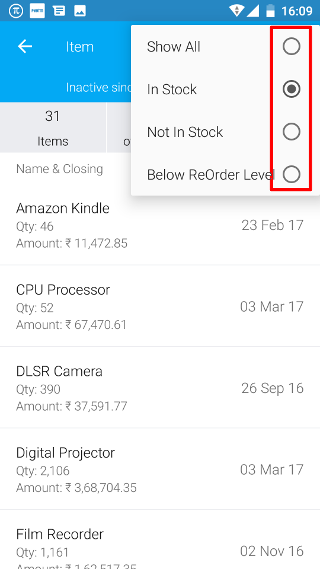 16:09
Item
Show All
In Stock
Not In Stock
Below ReOrder Level
Inactive sinc
31
Items
Name & Closing
Amazon Kindle
Qty: 46
Amount: ₹ 11,472.85
23 Feb 17
CPU Processor
Qty: 52
Amount: ₹ 67,470.61
03 Mar 17
DLSR Camera
Qty: 390
Amount: ₹ 37,591.77
26 Sep 16
Digital Projector
Qty: 2,106
Amount: ₹ 3,68,704.35
03 Mar 17
Film Recorder
Qty: 1,161
Amount: ₹ 1,62,517.35
02 Nov 16